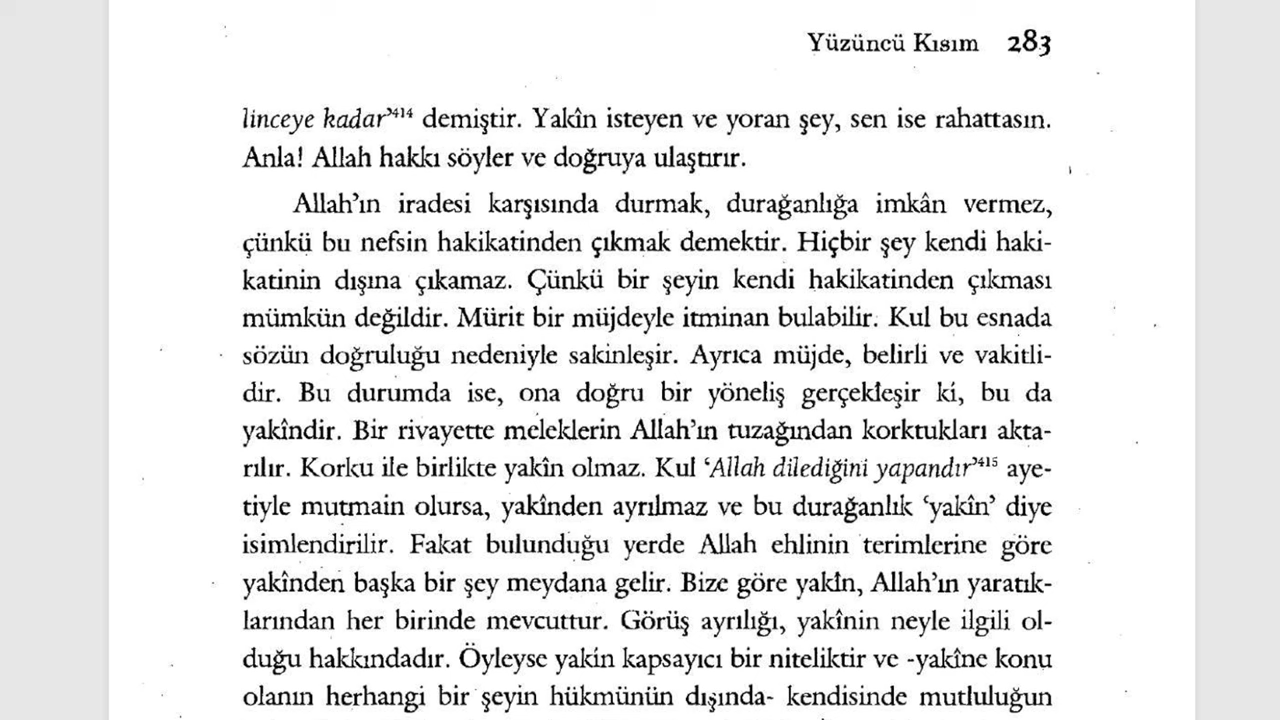 Yüzüncü Kısım 283
linceye kadar’⁴¹⁴ demiştir. Yakîn isteyen ve yoran şey, sen ise rahattasın.
Anla! Allah hakkı söyler ve doğruya ulaştırır.
Allah’ın iradesi karşısında durmak, durağanlığa imkân vermez,
çünkü bu nefsin hakikatinden çıkmak demektir. Hiçbir şey kendi haki-
katinin dışına çıkamaz. Çünkü bir şeyin kendi hakikatinden çıkması
mümkün değildir. Mürit bir müjdeyle itminan bulabilir. Kul bu esnada
sözün doğruluğu nedeniyle sakinleşir. Ayrıca müjde, belirli ve vakitli-
dir. Bu durumda ise, ona doğru bir yöneliş gerçekleşir ki, bu da
yakîndir. Bir rivayette meleklerin Allah’ın tuzağından korktukları akta-
rılır. Korku ile birlikte yakîn olmaz. Kul ‘Allah dilediğini yapandır’⁴¹⁵ aye-
tiyle mutmain olursa, yakînden ayrılmaz ve bu durağanlık ‘yakîn’ diye
isimlendirilir. Fakat bulunduğu yerde Allah ehlinin terimlerine göre
yakînden başka bir şey meydana gelir. Bize göre yakîn, Allah’ın yaratık-
larından her birinde mevcuttur. Görüş ayrılığı, yakînin neyle ilgili ol-
duğu hakkındadır. Öyleyse yakîn kapsayıcı bir niteliktir ve -yakîne konu
olanın herhangi bir şeyin hükmünün dışında- kendisinde mutluluğun